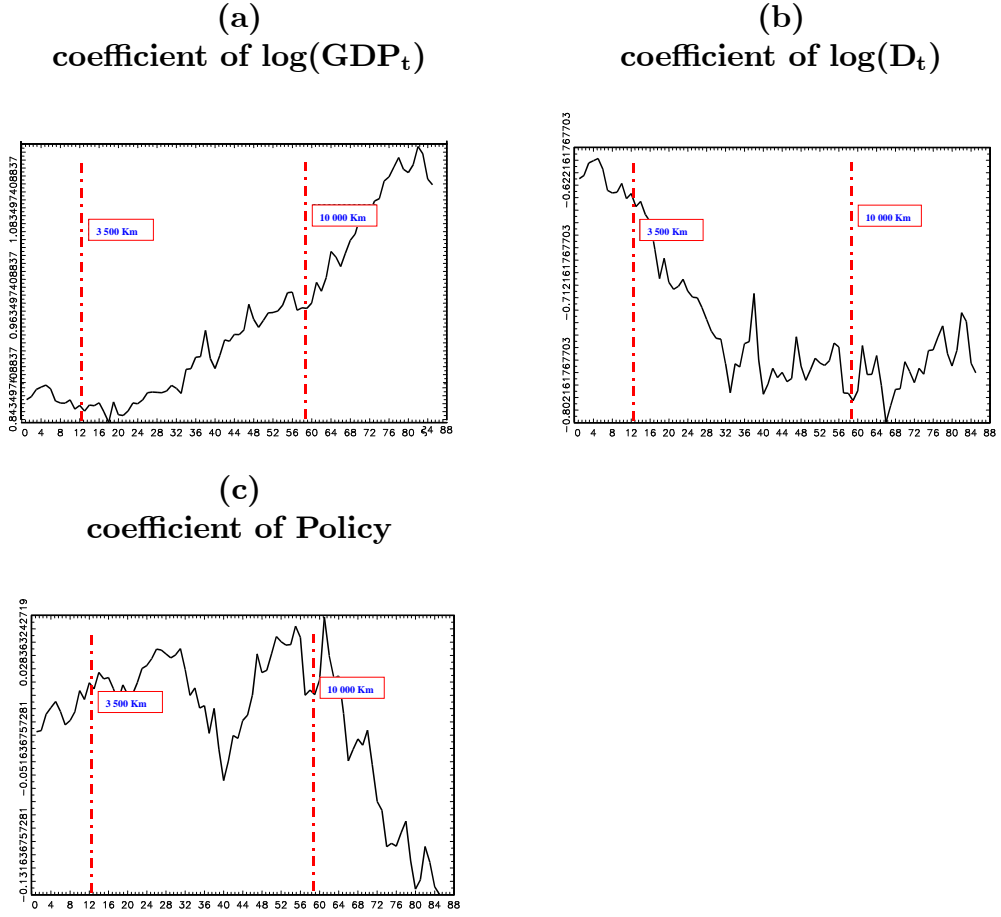 (a)
coefficient of log(GDPt)
0.843497408837 0.963497408837 1.083497408837
3 500 Km
10 000 Km
0 4 8 12 16 20 24 28 32 36 40 44 48 52 56 60 64 68 72 76 80 84 88
(b)
coefficient of log(Dt)
−0.802161767703 −0.712161767703 −0.622161767703
3 500 Km
10 000 Km
0 4 8 12 16 20 24 28 32 36 40 44 48 52 56 60 64 68 72 76 80 84 88
(c)
coefficient of Policy
−0.131636757281 −0.051636757281 0.028363242719
3 500 Km
10 000 Km
0 4 8 12 16 20 24 28 32 36 40 44 48 52 56 60 64 68 72 76 80 84 88